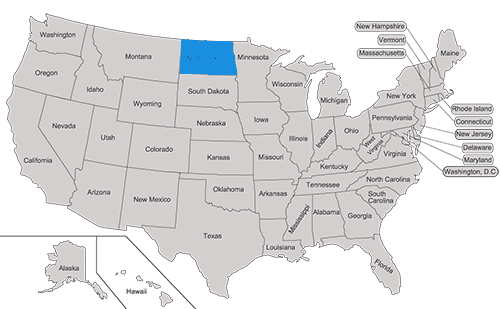 New Hampshire
Vermont
Massachusetts
Washington
Montana
Minnesota
Maine
Oregon
Idaho
Wyoming
South Dakota
Wisconsin
Michigan
New York
Rhode Island
Connecticut
New Jersey
Delaware
Maryland
Washington, D.C
Nevada
Utah
Colorado
Nebraska
Iowa
Illinois
Indiana
Ohio
Pennsylvania
West
Virginia
Virginia
California
Kansas
Missouri
Kentucky
Arizona
New Mexico
Oklahoma
Arkansas
Tennessee
North Carolina
South
Carolina
Texas
Louisiana
Mississippi
Alabama
Georgia
Florida
Alaska
Hawaii